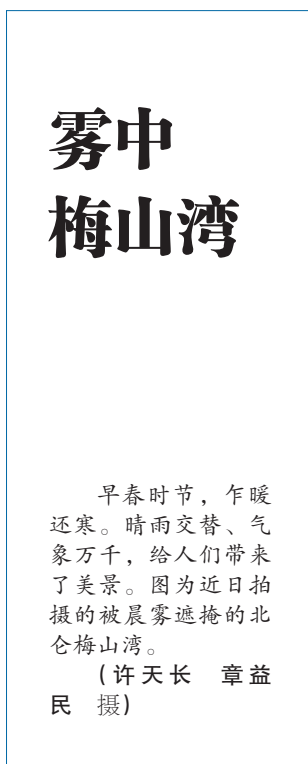 雾中
梅山湾
早春时节，乍暖
还寒。晴雨交替、气
象万千，给人们带来
了美景。图为近日拍
摄的被晨雾遮掩的北
仑梅山湾。
（许天长　章益
民　摄）